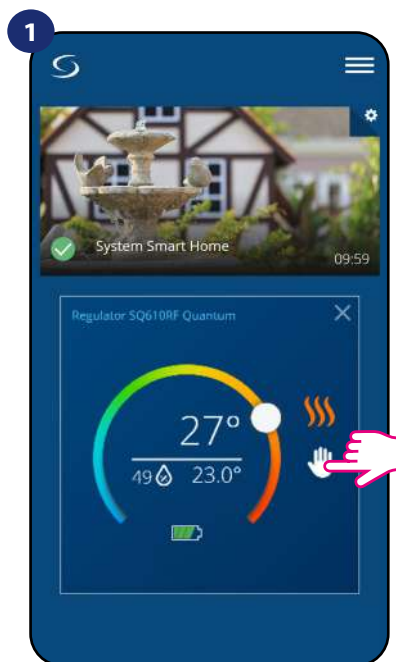 1
System Smart Home
09:59
Regulator SQ610RF Quantum
27°
49 % 23.0°